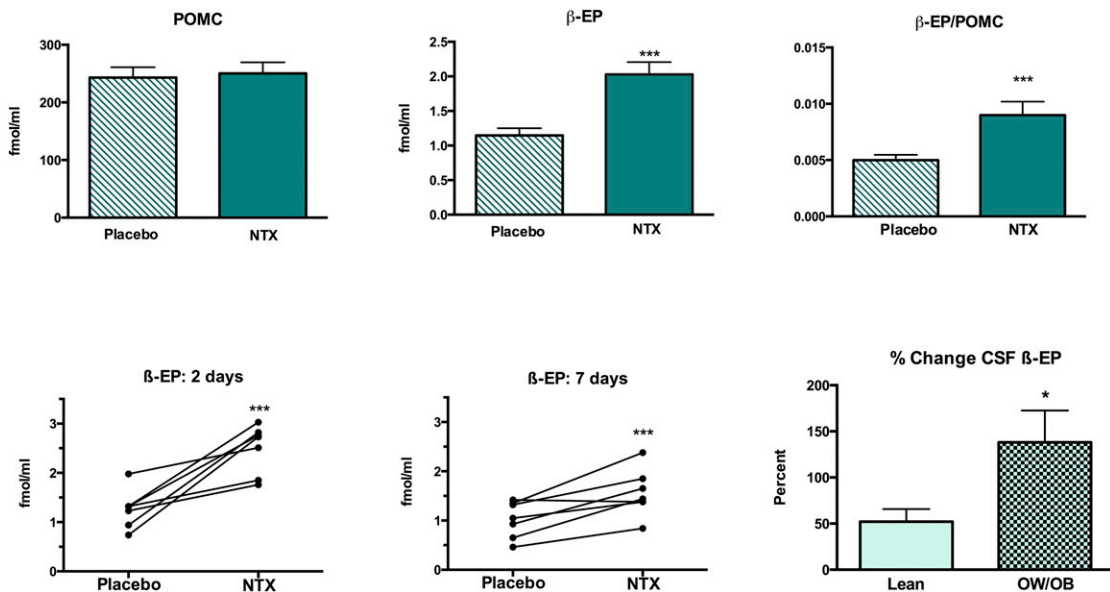 POMC
300
200
100
0
fmol/ml
Placebo
NTX
β-EP
2.5
2.0
1.5
1.0
0.5
0.0
fmol/ml
***
Placebo
NTX
β-EP/POMC
0.015
0.010
0.005
0.000
***
Placebo
NTX
ß-EP: 2 days
3
2
1
0
fmol/ml
***
Placebo
NTX
ß-EP: 7 days
3
2
1
0
fmol/ml
***
Placebo
NTX
% Change CSF ß-EP
200
150
100
50
0
Percent
*
Lean
OW/OB